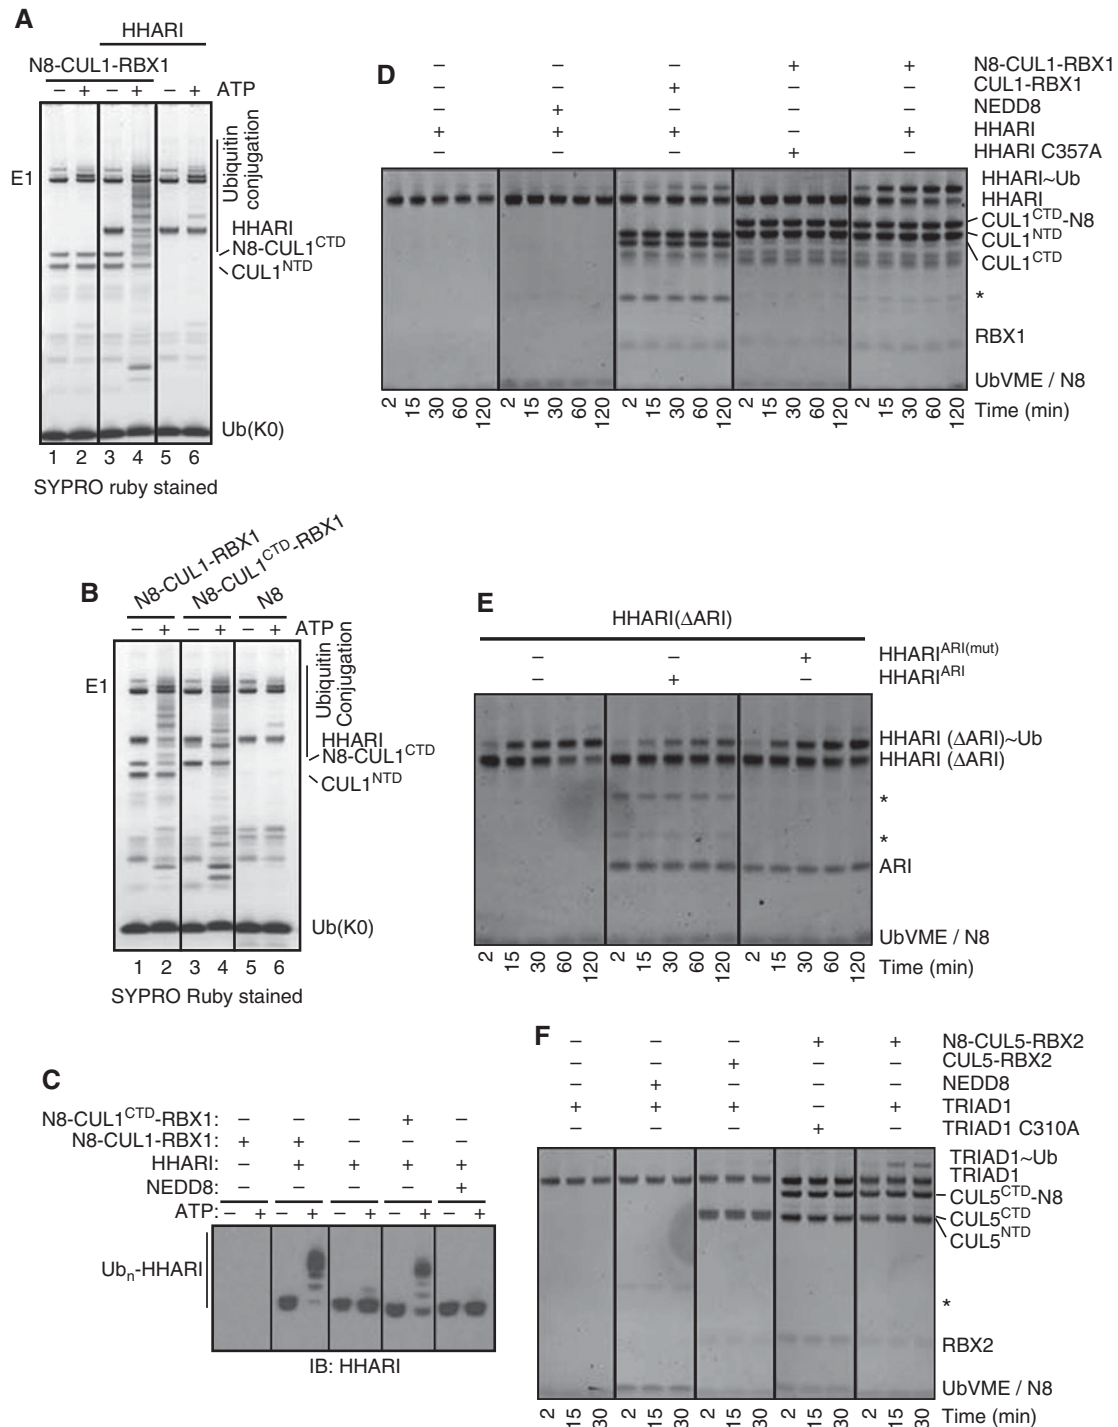 A
HHARI
N8-CUL1-RBX1
– + – + – + ATP
Ubiquitin conjugation
E1
HHARI
N8-CUL1CTD
CUL1NTD
Ub(K0)
1 2 3 4 5 6
SYPRO ruby stained
B
N8-CUL1-RBX1
N8-CUL1CTD-RBX1
N8
– + – + – + ATP
Ubiquitin Conjugation
E1
HHARI
N8-CUL1CTD
CUL1NTD
Ub(K0)
1 2 3 4 5 6
SYPRO Ruby stained
C
N8-CUL1CTD-RBX1: – – – + –
N8-CUL1-RBX1: + + – – –
HHARI: – + + + +
NEDD8: – – – – +
ATP: – + – + – + – + – +
Ubn-HHARI
IB: HHARI
D
– – – + + N8-CUL1-RBX1
– – + – – CUL1-RBX1
– + – – – NEDD8
+ + + – + HHARI
– – – + – HHARI C357A
HHARI~Ub
HHARI
CUL1CTD-N8
CUL1NTD
CUL1CTD
*
RBX1
UbVME / N8
2 15 30 60 120 2 15 30 60 120 2 15 30 60 120 2 15 30 60 120 2 15 30 60 120 Time (min)
E
HHARI(ΔARI)
– – + HHARIARI(mut)
– + – HHARIARI
HHARI (ΔARI)~Ub
HHARI (ΔARI)
*
*
ARI
UbVME / N8
2 15 30 60 120 2 15 30 60 120 2 15 30 60 120 Time (min)
F
– – – + + N8-CUL5-RBX2
– – + – – CUL5-RBX2
– + – – – NEDD8
+ + + – + TRIAD1
– – – + – TRIAD1 C310A
TRIAD1~Ub
TRIAD1
CUL5CTD-N8
CUL5CTD
CUL5NTD
*
RBX2
UbVME / N8
2 15 30 2 15 30 2 15 30 2 15 30 2 15 30 Time (min)